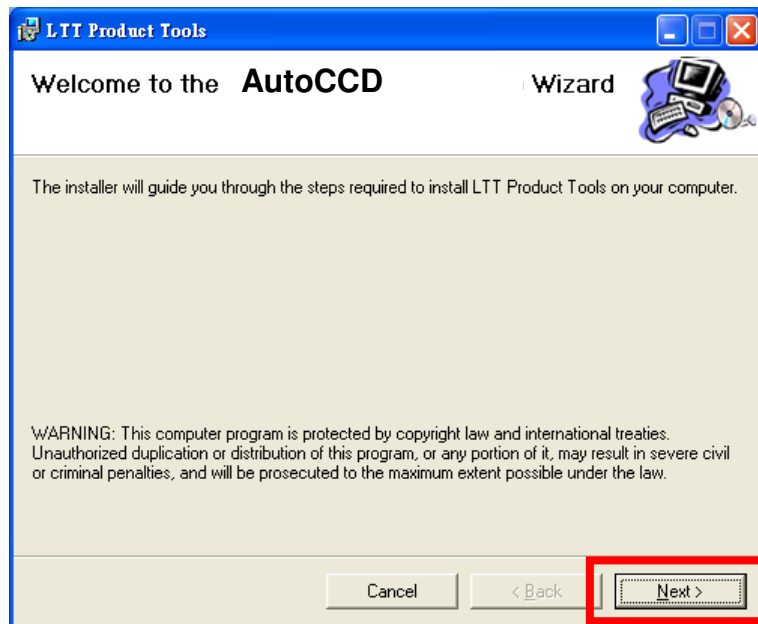 LTT Product Tools
Welcome to the AutoCCD Wizard
The installer will guide you through the steps required to install LTT Product Tools on your computer.
WARNING: This computer program is protected by copyright law and international treaties.
Unauthorized duplication or distribution of this program, or any portion of it, may result in severe civil
or criminal penalties, and will be prosecuted to the maximum extent possible under the law.
Cancel < Back Next >